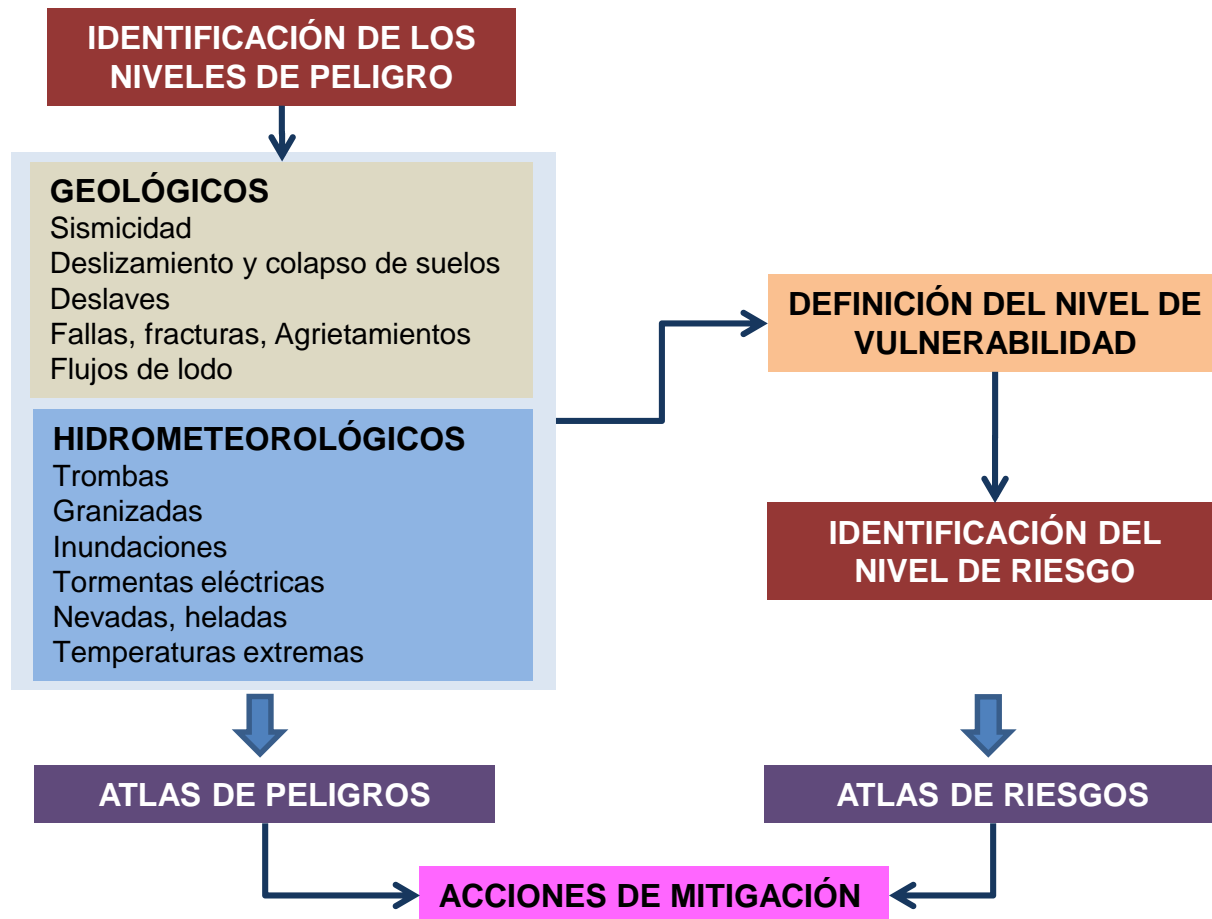 IDENTIFICACIÓN DE LOS
NIVELES DE PELIGRO
GEOLÓGICOS
Sismicidad
Deslizamiento y colapso de suelos
Deslaves
Fallas, fracturas, Agrietamientos
Flujos de lodo
HIDROMETEOROLÓGICOS
Trombas
Granizadas
Inundaciones
Tormentas eléctricas
Nevadas, heladas
Temperaturas extremas
DEFINICIÓN DEL NIVEL DE
VULNERABILIDAD
IDENTIFICACIÓN DEL
NIVEL DE RIESGO
ATLAS DE PELIGROS
ATLAS DE RIESGOS
ACCIONES DE MITIGACIÓN